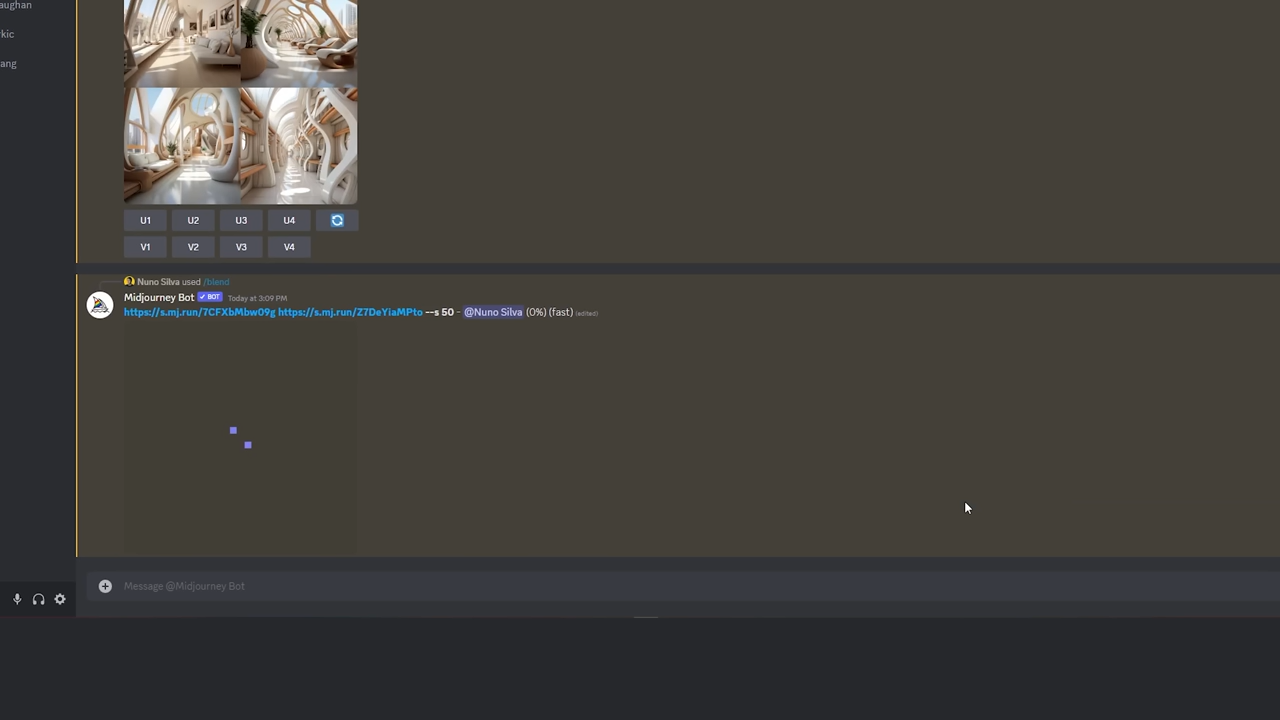 aughan
kic
ang
U1 U2 U3 U4
V1 V2 V3 V4
Nuno Silva used /blend
Midjourney Bot ✓ BOT Today at 3:09 PM
https://s.mj.run/7CFXbMbw09g https://s.mj.run/Z7DeYiaMPto --s 50 - @Nuno Silva (0%) (fast) (edited)
Message @Midjourney Bot